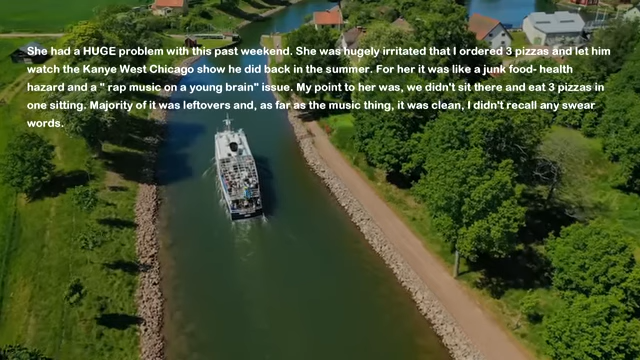 She had a HUGE problem with this past weekend. She was hugely irritated that I ordered 3 pizzas and let him
watch the Kanye West Chicago show he did back in the summer. For her it was like a junk food- health
hazard and a " rap music on a young brain" issue. My point to her was, we didn't sit there and eat 3 pizzas in
one sitting. Majority of it was leftovers and, as far as the music thing, it was clean, I didn't recall any swear
words.